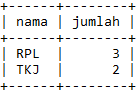 +------+--------+
| nama | jumlah |
+------+--------+
| RPL  |      3 |
| TKJ  |      2 |
+------+--------+